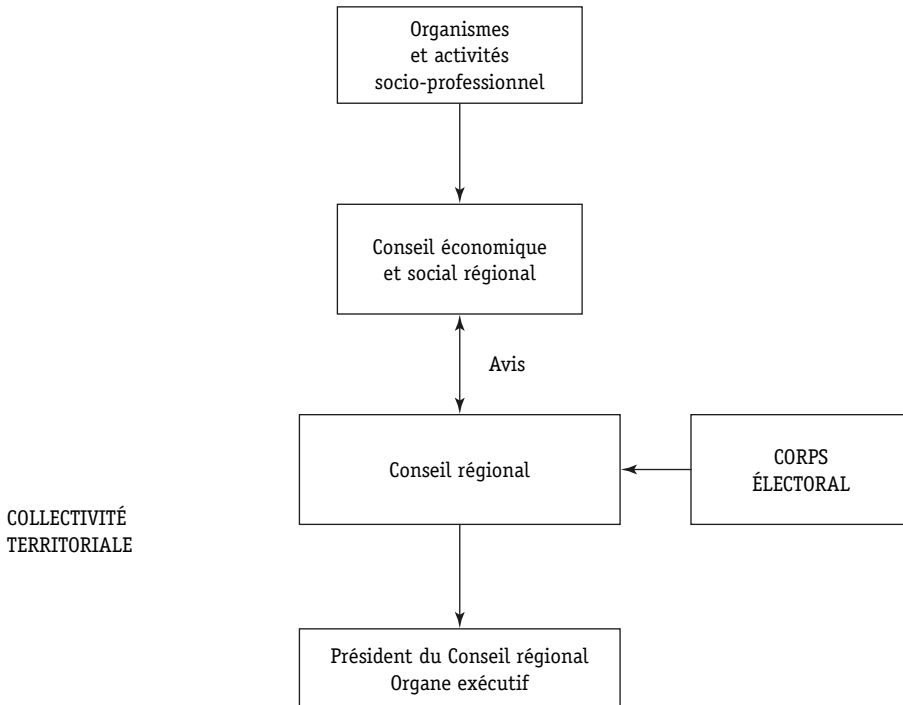 Organismes
et activités
socio-professionnel
Conseil économique
et social régional
Avis
Conseil régional
CORPS
ÉLECTORAL
COLLECTIVITÉ
TERRITORIALE
Président du Conseil régional
Organe exécutif